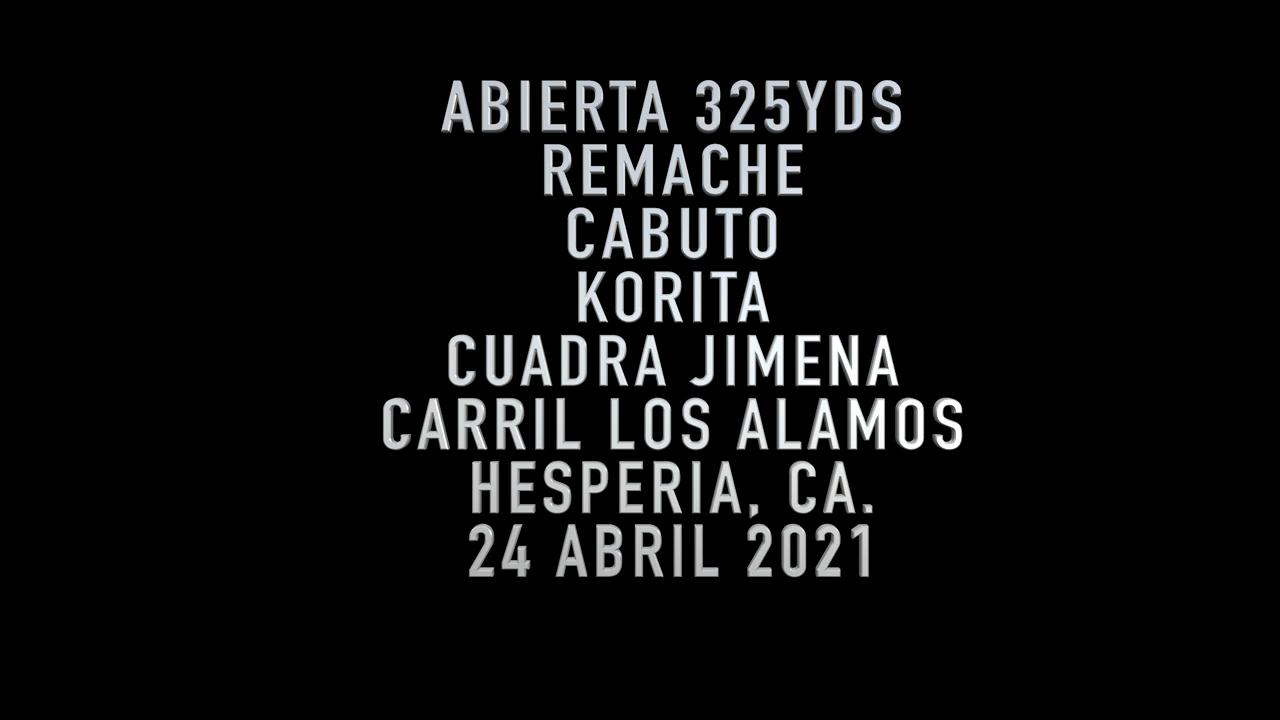 ABIERTA 325YDS
REMACHE
CABUTO
KORITA
CUADRA JIMENA
CARRIL LOS ALAMOS
HESPERIA, CA.
24 ABRIL 2021